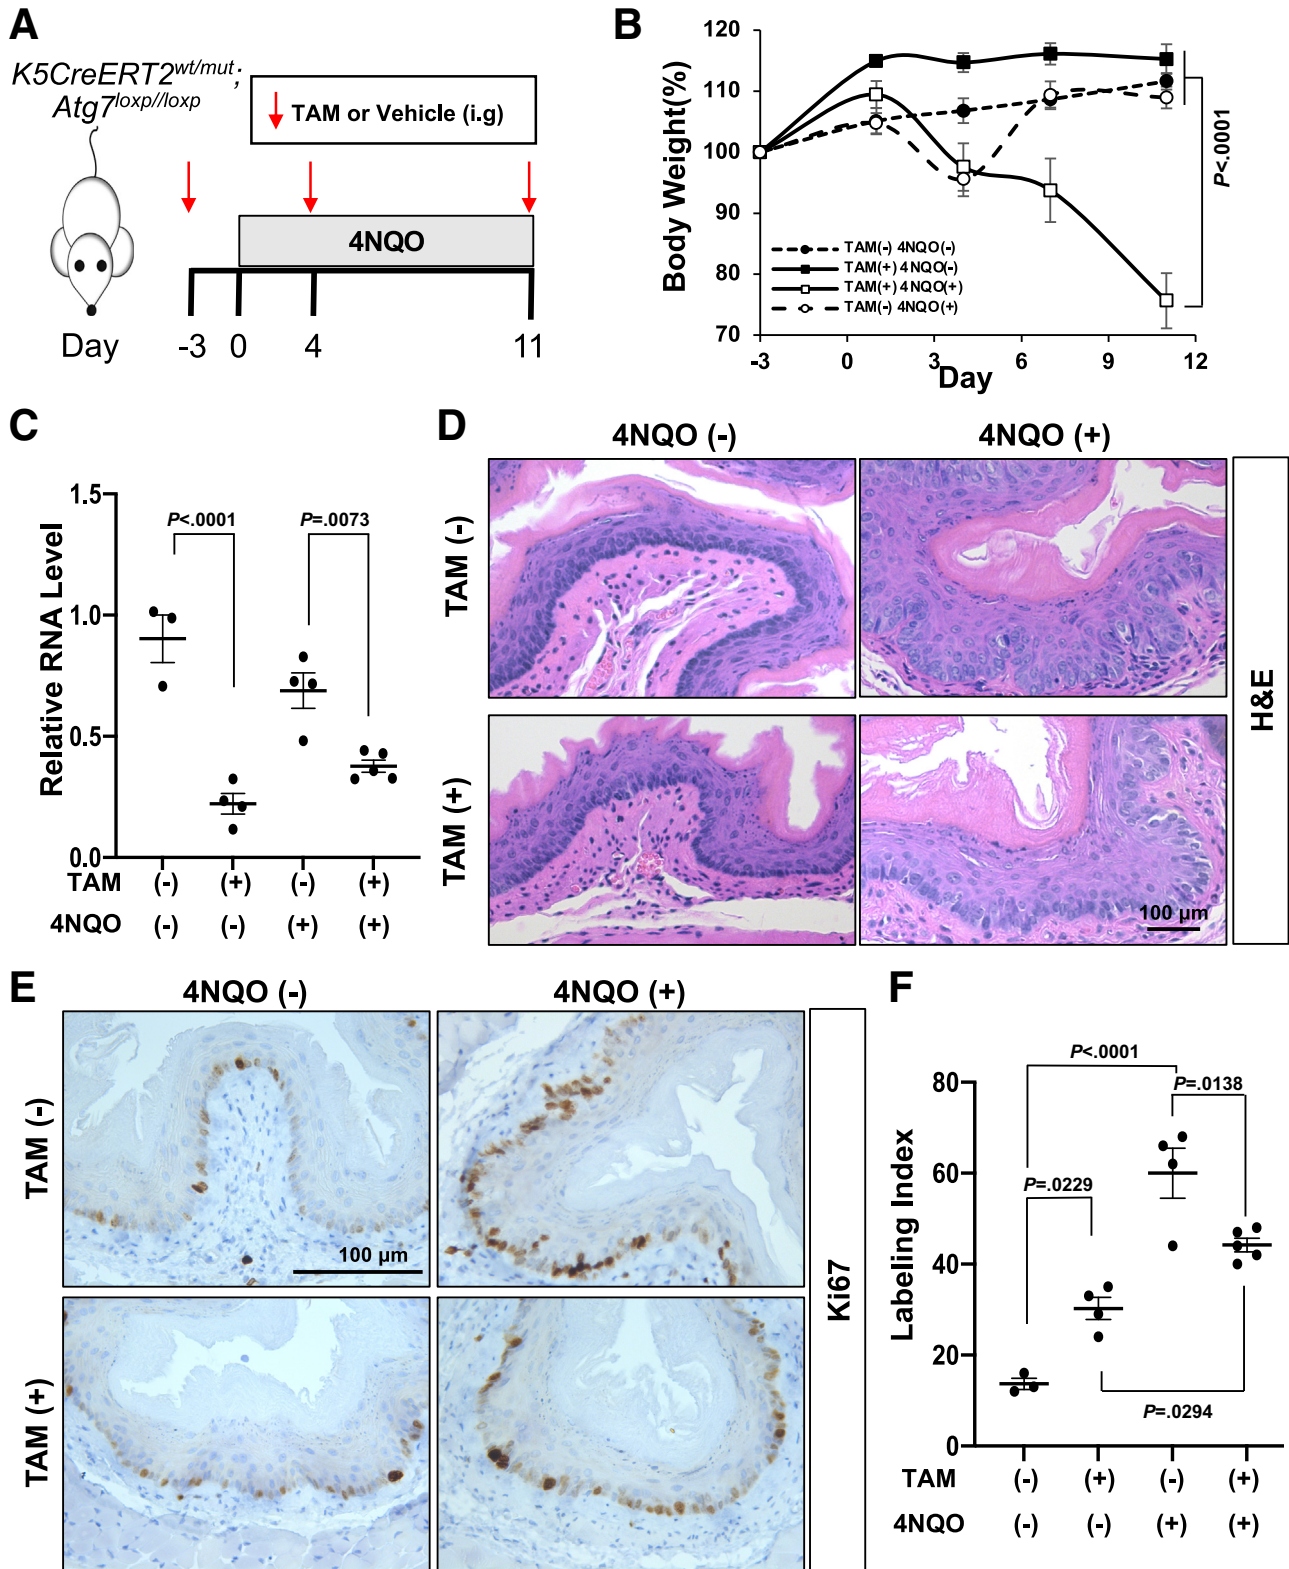 A
K5CreERT2wt/mut;
Atg7loxp//loxp
TAM or Vehicle (i.g)
4NQO
Day -3 0 4 11
B
Body Weight(%)
120
110
100
90
80
70
TAM(-) 4NQO(-)
TAM(+) 4NQO(-)
TAM(+) 4NQO(+)
TAM(-) 4NQO(+)
P<.0001
-3 0 3 6 9 12
Day
C
Relative RNA Level
1.5
1.0
0.5
0.0
P<.0001
P=.0073
TAM (-) (+) (-) (+)
4NQO (-) (-) (+) (+)
D
4NQO (-) 4NQO (+)
TAM (-)
TAM (+)
100 µm
H&E
E
4NQO (-) 4NQO (+)
TAM (-)
100 µm
TAM (+)
Ki67
F
Labeling Index
80
60
40
20
0
P<.0001
P=.0138
P=.0229
P=.0294
TAM (-) (+) (-) (+)
4NQO (-) (-) (+) (+)